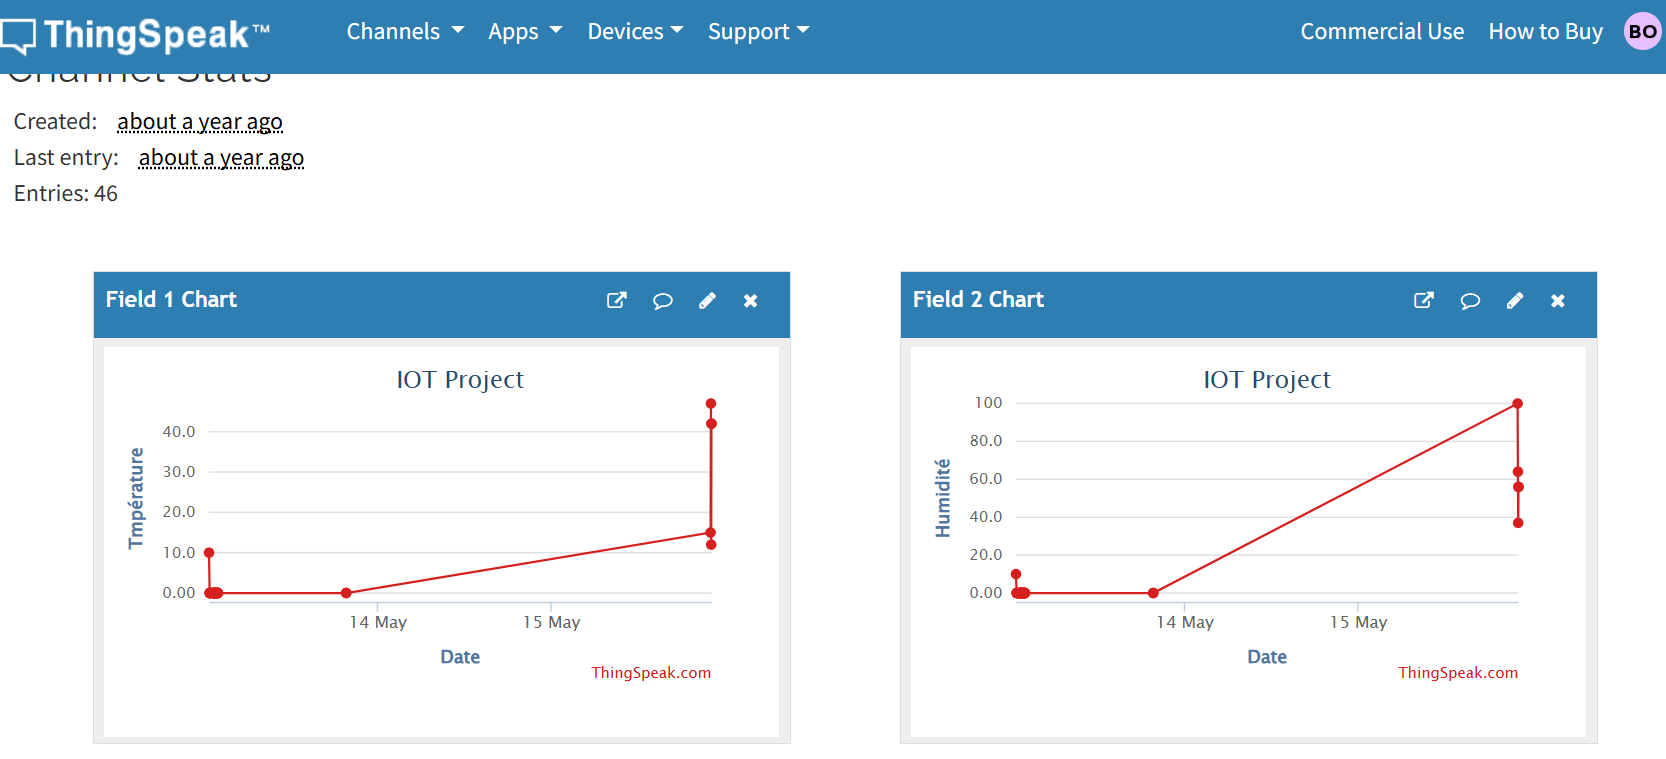 ThingSpeak™ Channels Apps Devices Support Commercial Use How to Buy BO
Channel Stats
Created: about a year ago
Last entry: about a year ago
Entries: 46
Field 1 Chart
IOT Project
Tmpérature
40.0
30.0
20.0
10.0
0.00
14 May 15 May
Date
ThingSpeak.com
Field 2 Chart
IOT Project
Humidité
100
80.0
60.0
40.0
20.0
0.00
14 May 15 May
Date
ThingSpeak.com